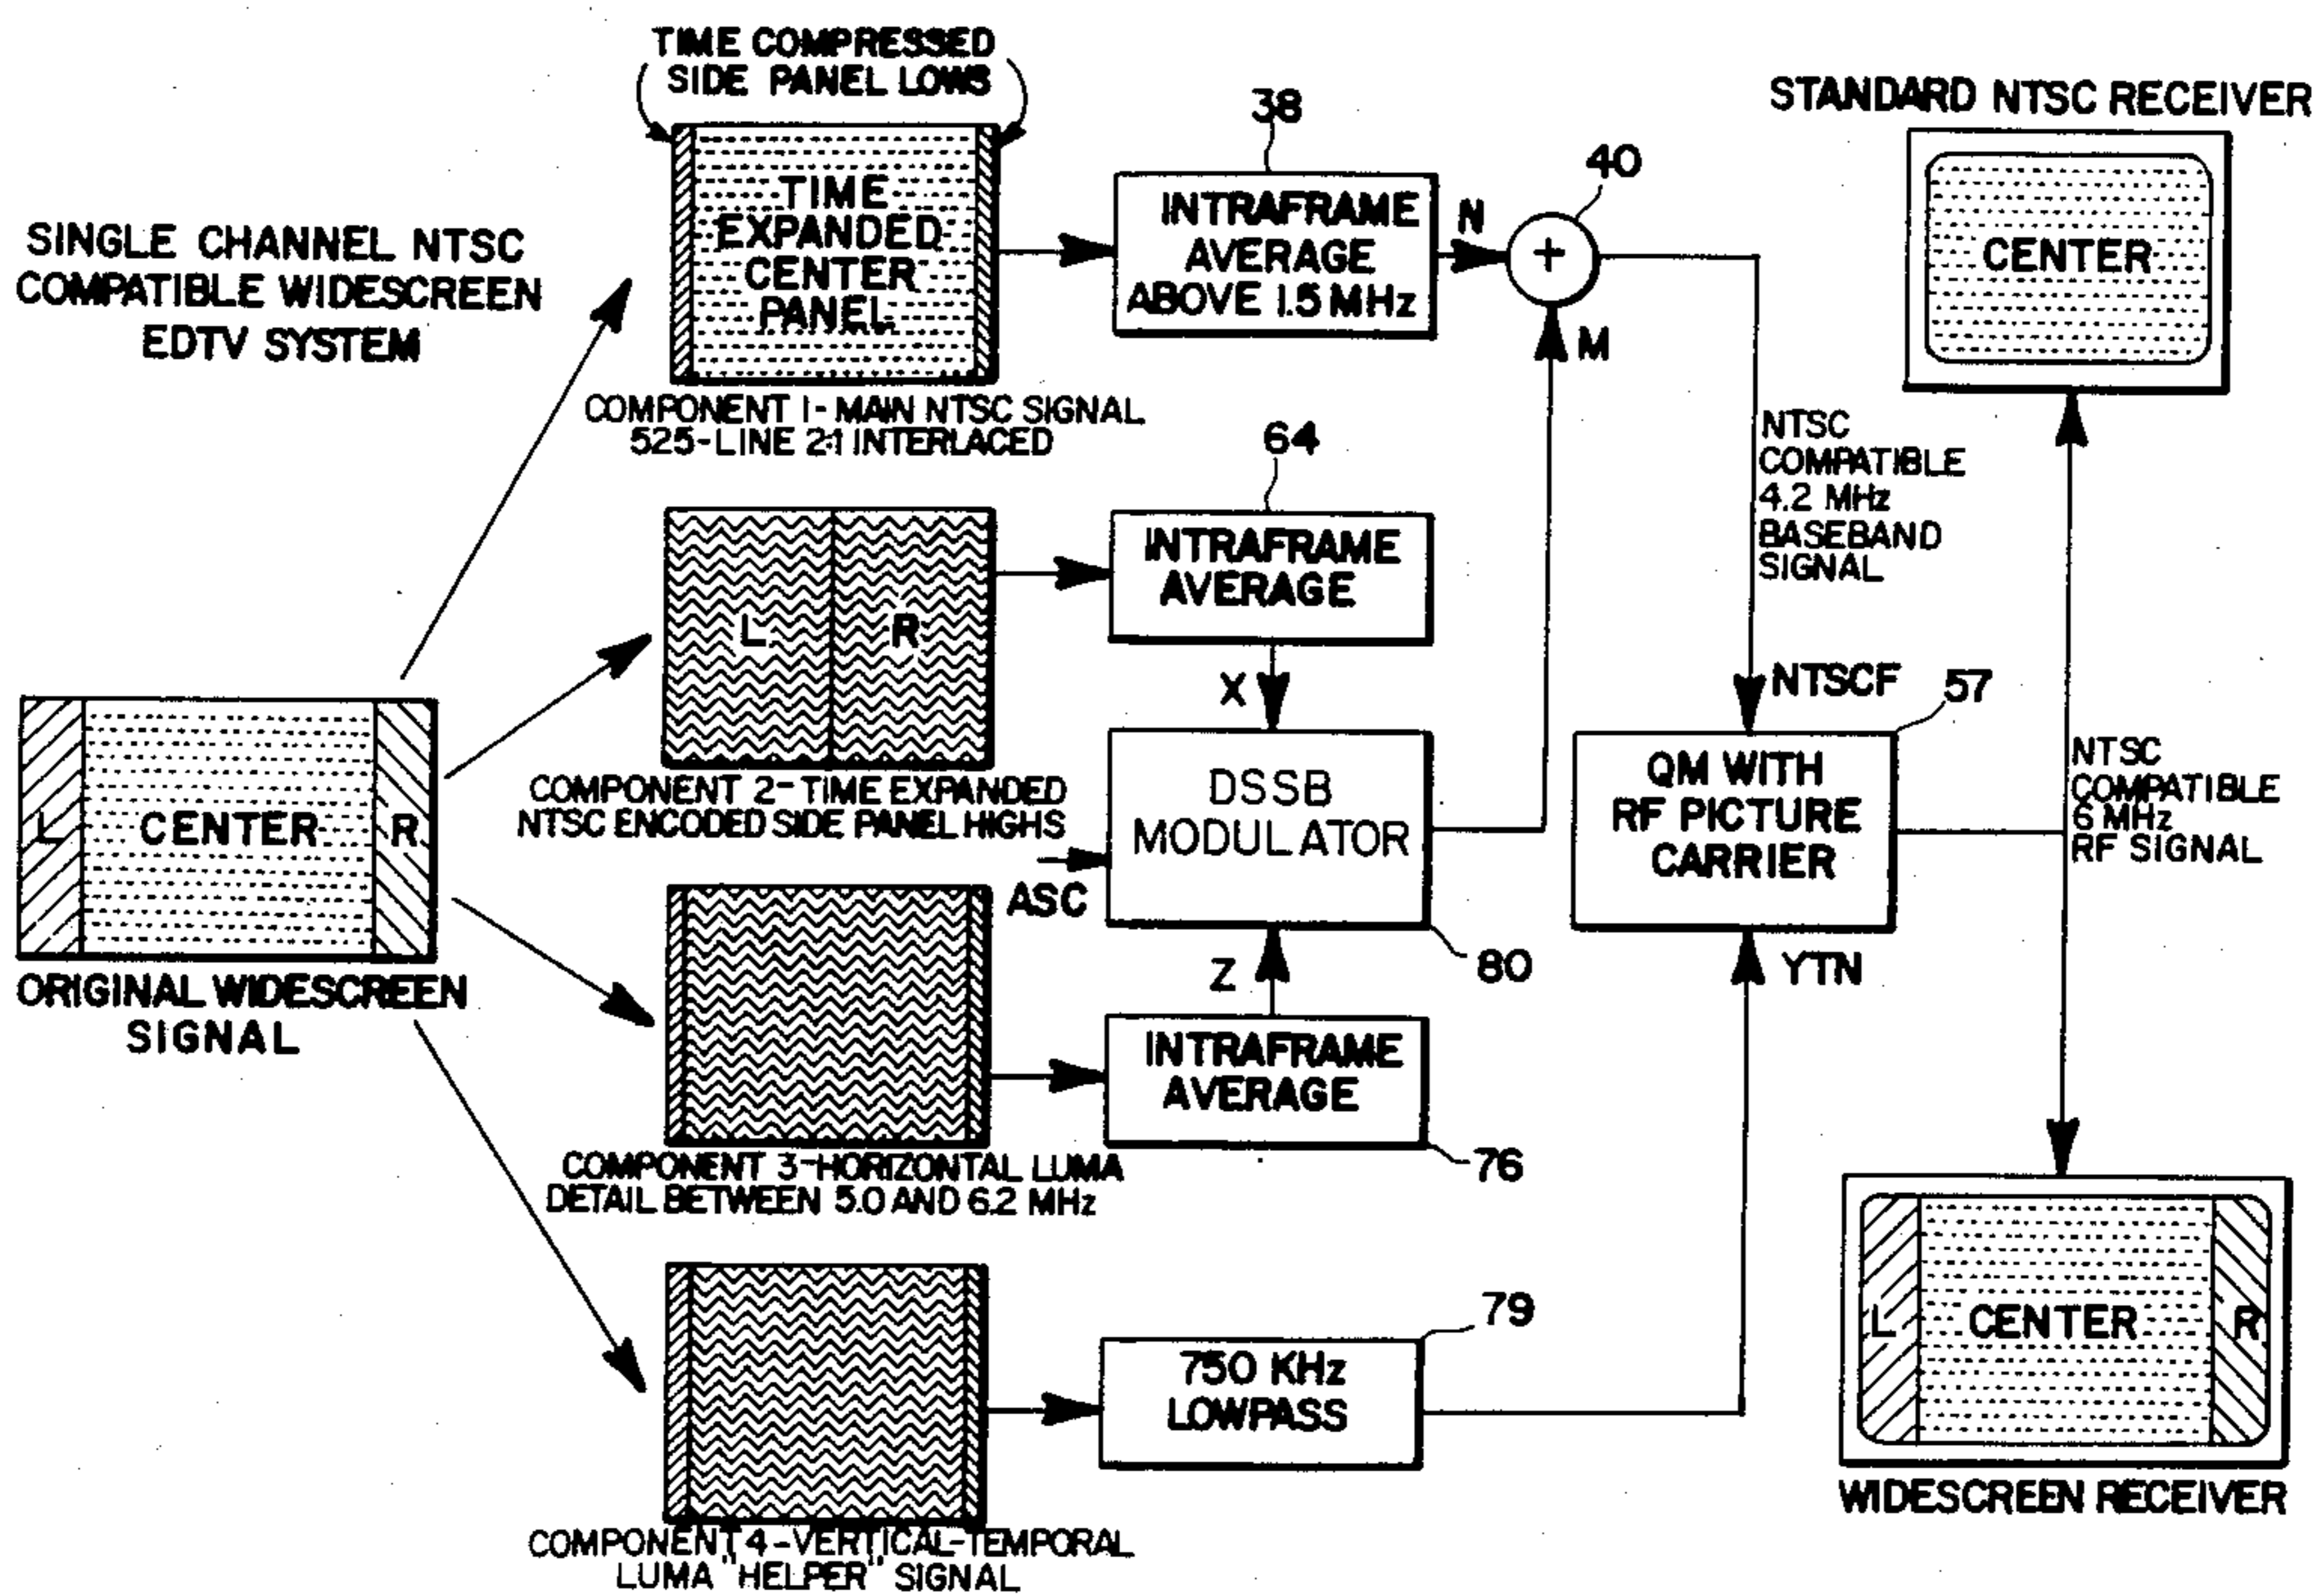 TIME COMPRESSED
SIDE PANEL LOWS
STANDARD NTSC RECEIVER
SINGLE CHANNEL NTSC
COMPATIBLE WIDESCREEN
EDTV SYSTEM
TIME
EXPANDED
CENTER
PANEL
38
INTRAFRAME
AVERAGE
ABOVE 1.5 MHz
N
40
+
M
CENTER
COMPONENT 1-MAIN NTSC SIGNAL
525-LINE 2:1 INTERLACED
NTSC
COMPATIBLE
4.2 MHz
BASEBAND
SIGNAL
64
INTRAFRAME
AVERAGE
L
R
X
NTSCF
57
COMPONENT 2-TIME EXPANDED
NTSC ENCODED SIDE PANEL HIGHS
DSSB
MODULATOR
ASC
80
QM WITH
RF PICTURE
CARRIER
NTSC
COMPATIBLE
6 MHz
RF SIGNAL
L
CENTER
R
ORIGINAL WIDESCREEN
SIGNAL
Z
YTN
INTRAFRAME
AVERAGE
76
COMPONENT 3-HORIZONTAL LUMA
DETAIL BETWEEN 5.0 AND 6.2 MHz
79
750 KHz
LOWPASS
L
CENTER
R
WIDESCREEN RECEIVER
COMPONENT 4-VERTICAL-TEMPORAL
LUMA "HELPER" SIGNAL